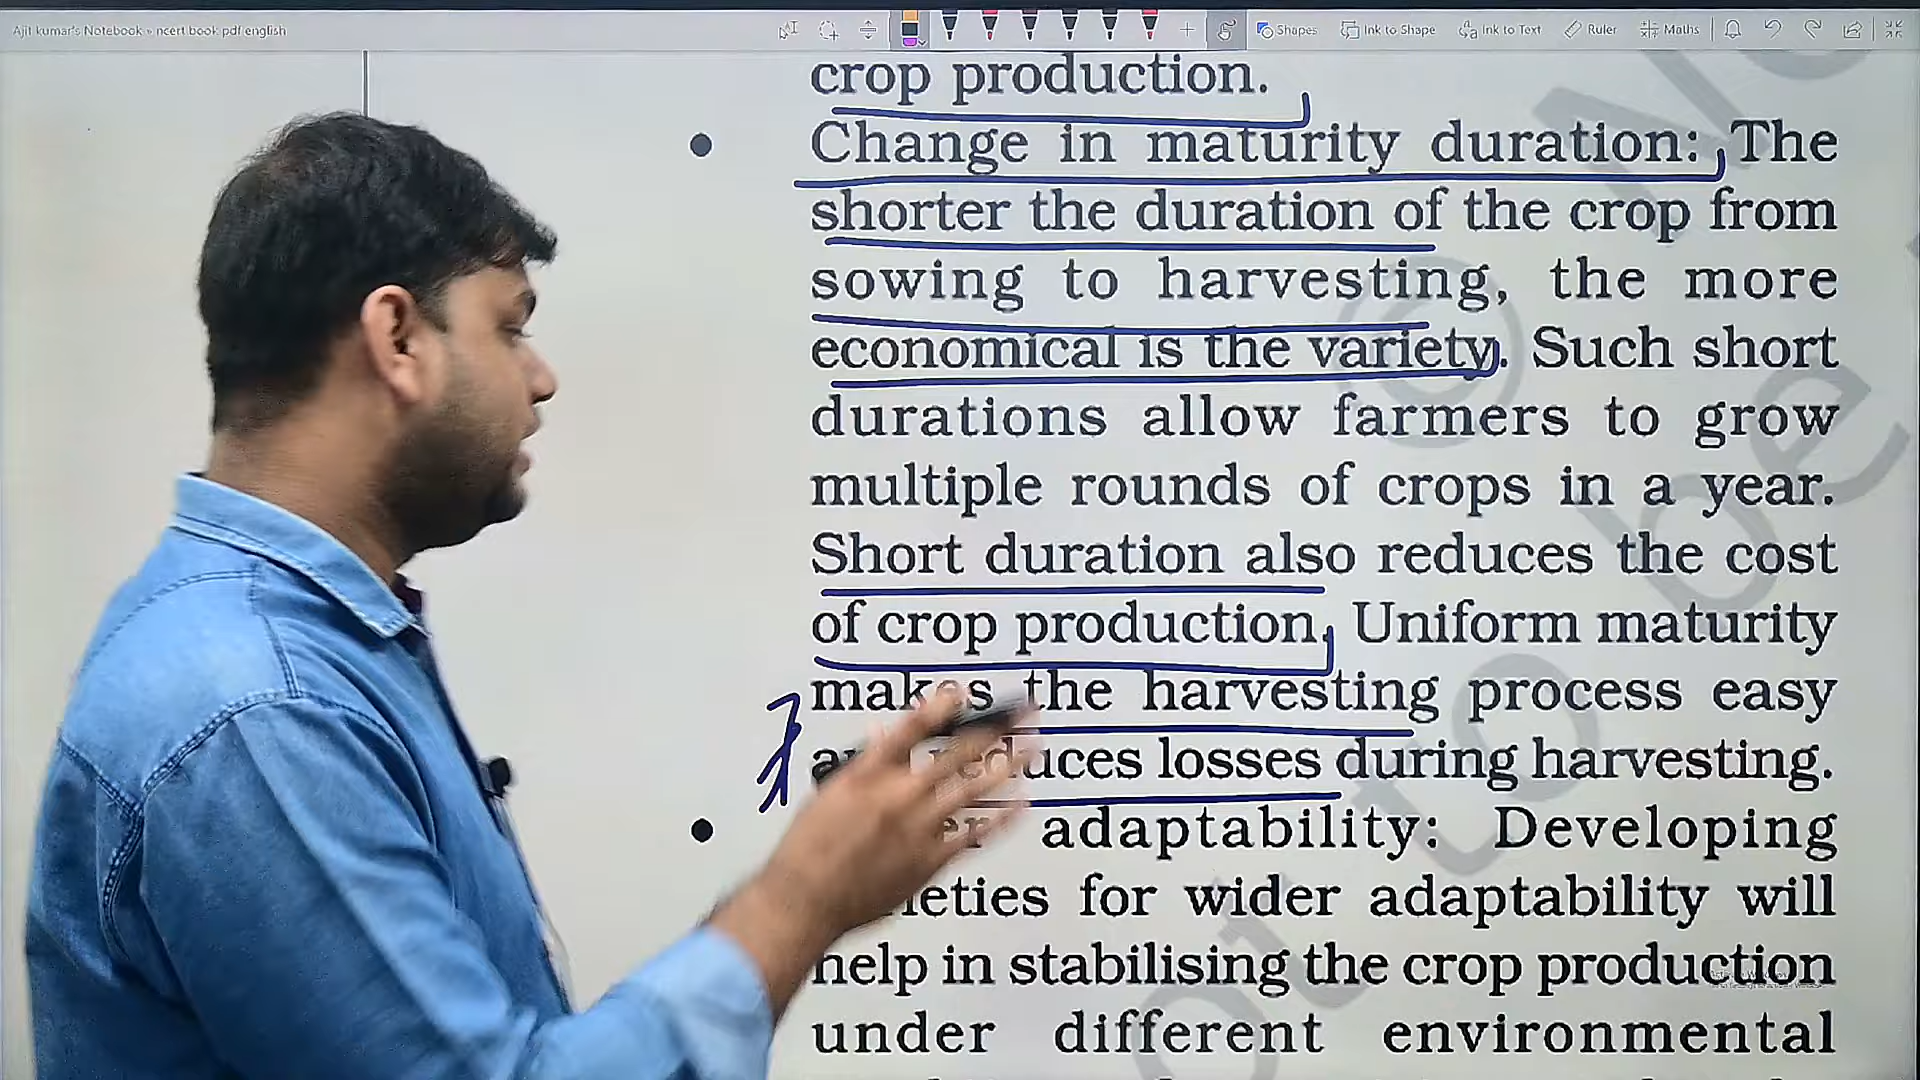 Ajit kumar's Notebook » ncert book pdf english
Shapes
Ink to Shape
Ink to Text
Ruler
Maths
crop production.
• Change in maturity duration: The
shorter the duration of the crop from
sowing to harvesting, the more
economical is the variety. Such short
durations allow farmers to grow
multiple rounds of crops in a year.
Short duration also reduces the cost
of crop production. Uniform maturity
makes the harvesting process easy
reduces losses during harvesting.
• adaptability: Developing
for wider adaptability will
help in stabilising the crop production
under different environmental